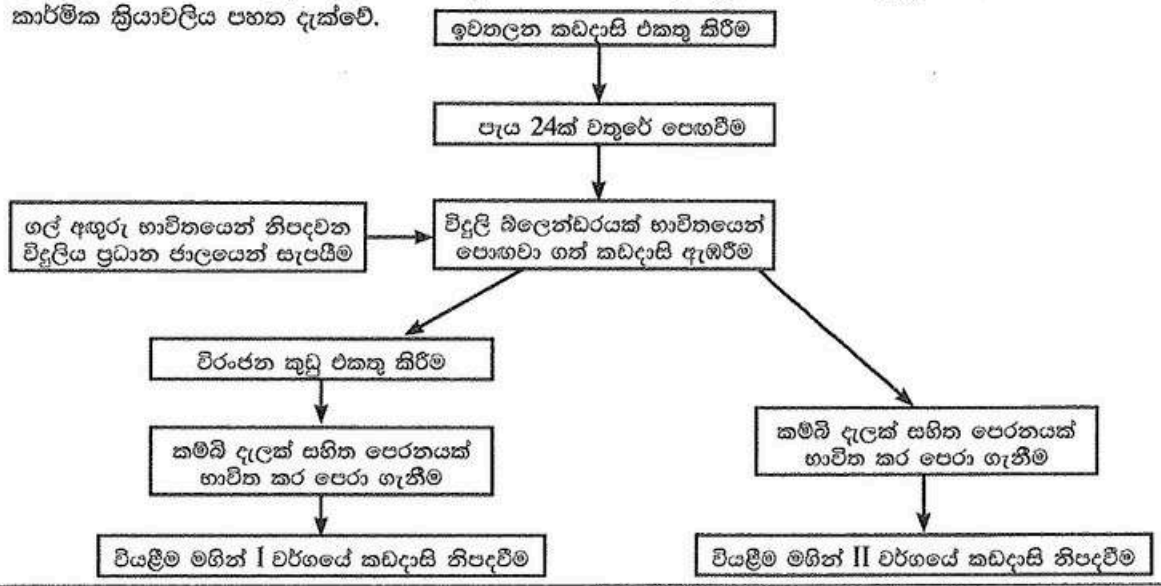 කාර්මික ක්‍රියාවලිය පහත දැක්වේ.
ඉවතලන කඩදාසි එකතු කිරීම
පැය 24ක් වතුරේ පෙඟවීම
ගල් අඟුරු භාවිතයෙන් නිපදවන
විදුලිය ප්‍රධාන ජාලයෙන් සැපයීම
විදුලි බ්ලෙන්ඩරයක් භාවිතයෙන්
පොඟවා ගත් කඩදාසි ඇඹරීම
විරංජන කුඩු එකතු කිරීම
කම්බි දැලක් සහිත පෙරනයක්
භාවිත කර පෙරා ගැනීම
කම්බි දැලක් සහිත පෙරනයක්
භාවිත කර පෙරා ගැනීම
වියළීම මගින් I වර්ගයේ කඩදාසි නිපදවීම
වියළීම මගින් II වර්ගයේ කඩදාසි නිපදවීම